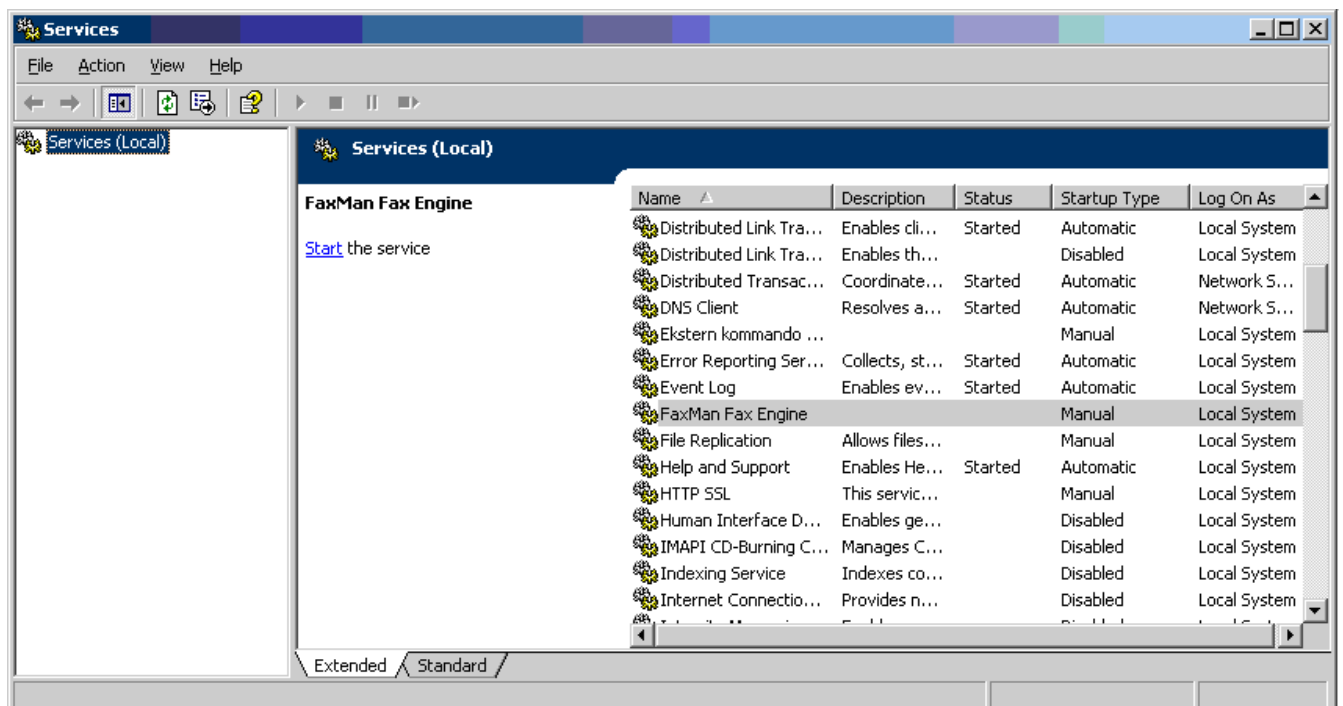 Services
File Action View Help
Services (Local)
Services (Local)
FaxMan Fax Engine
Start the service
Name Description Status Startup Type Log On As
Distributed Link Tra... Enables cli... Started Automatic Local System
Distributed Link Tra... Enables th... Disabled Local System
Distributed Transac... Coordinate... Started Automatic Network S...
DNS Client Resolves a... Started Automatic Network S...
Ekstern kommando ... Manual Local System
Error Reporting Ser... Collects, st... Started Automatic Local System
Event Log Enables ev... Started Automatic Local System
FaxMan Fax Engine Manual Local System
File Replication Allows files... Manual Local System
Help and Support Enables He... Started Automatic Local System
HTTP SSL This servic... Manual Local System
Human Interface D... Enables ge... Disabled Local System
IMAPI CD-Burning C... Manages C... Disabled Local System
Indexing Service Indexes co... Disabled Local System
Internet Connectio... Provides n... Disabled Local System
Extended Standard